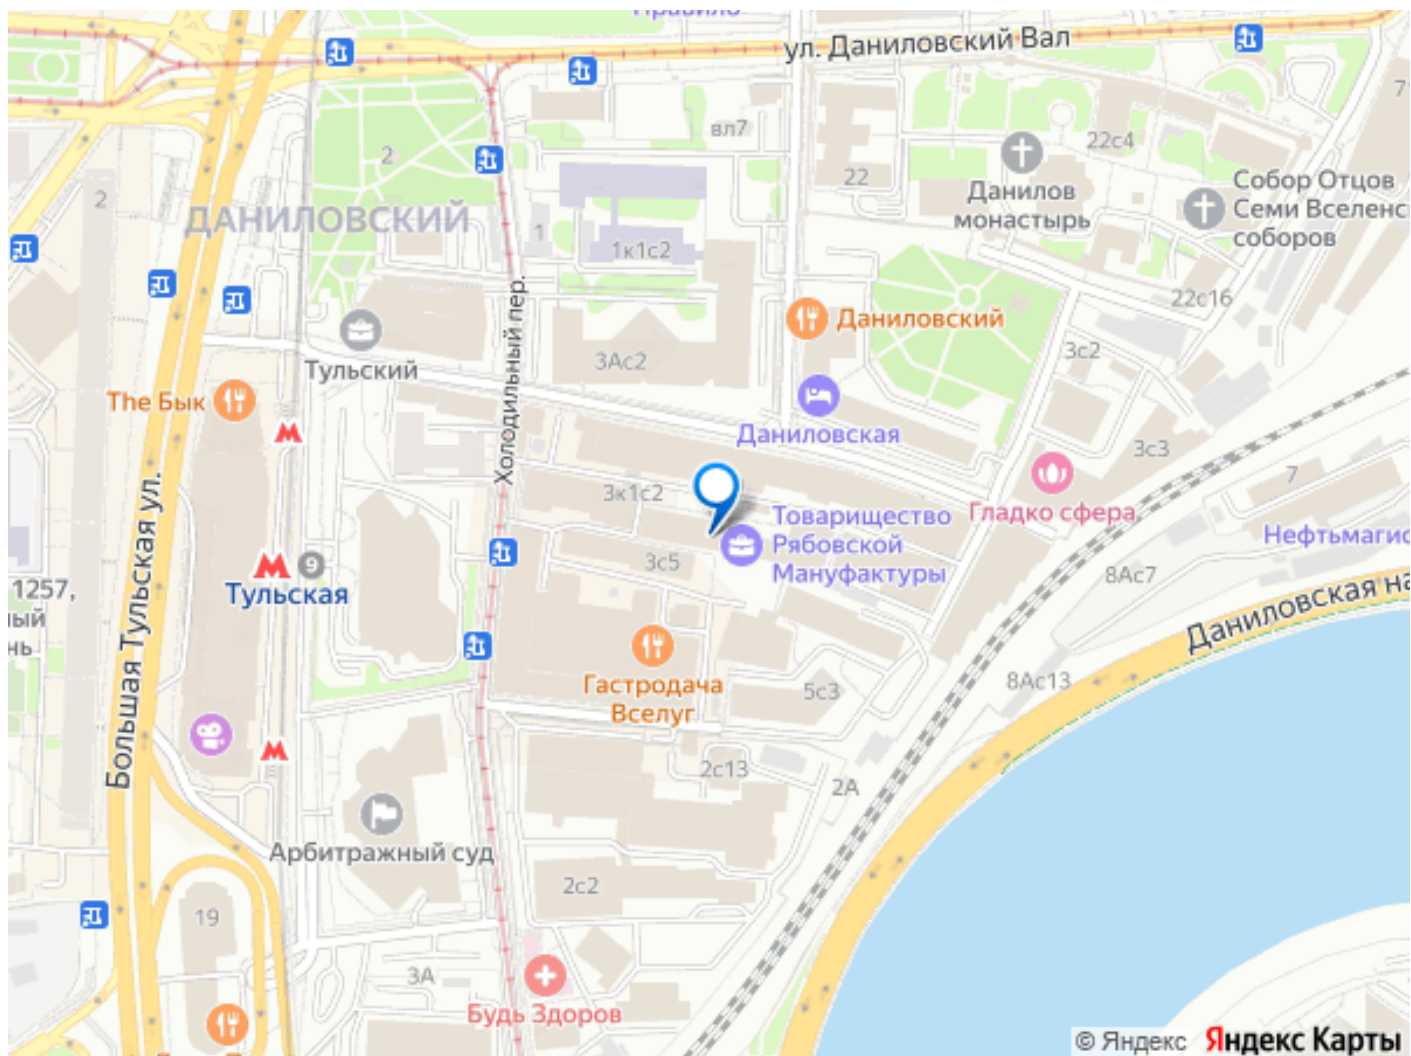 Правило
ул. Даниловский Вал
вл7
22с4
2
22
Данилов
монастырь
Собор Отцов
Семи Вселенс
соборов
2
ДАНИЛОВСКИЙ
1
1к1с2
22с16
Холодильный пер.
Даниловский
Тульский
3Ас2
3с2
The Бык
Даниловская
3с3
7
3к1с2
Товарищество
Рябовской
Мануфактуры
Гладко сфера
Нефтьмагис
3с5
8Ас7
9
Тульская
1257,
Большая Тульская ул.
Даниловская на
8Ас13
Гастродача
Вселуг
5с3
2с13
2А
Арбитражный суд
2с2
19
3А
Будь Здоров
© Яндекс Яндекс Карты